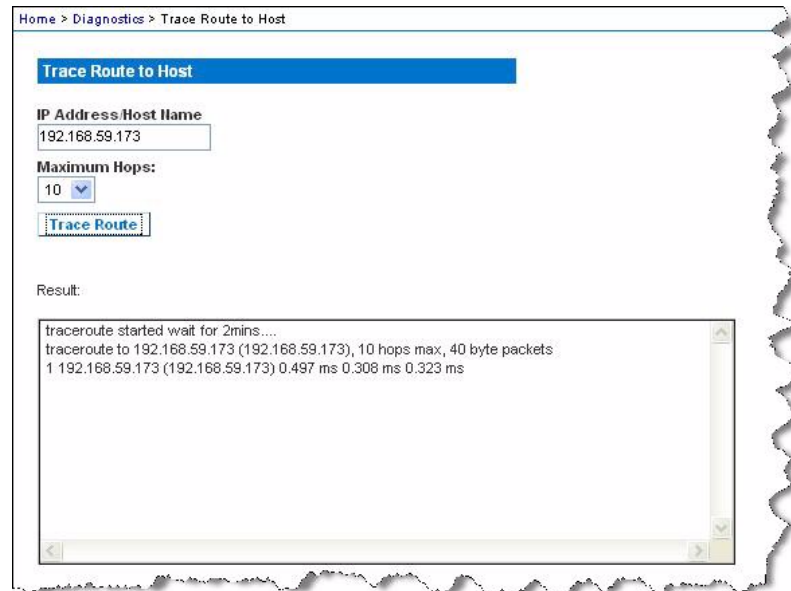 Home > Diagnostics > Trace Route to Host
Trace Route to Host
IP Address/Host Name
192.168.59.173
Maximum Hops:
10
Trace Route
Result:
traceroute started wait for 2mins....
traceroute to 192.168.59.173 (192.168.59.173), 10 hops max, 40 byte packets
1 192.168.59.173 (192.168.59.173) 0.497 ms 0.308 ms 0.323 ms